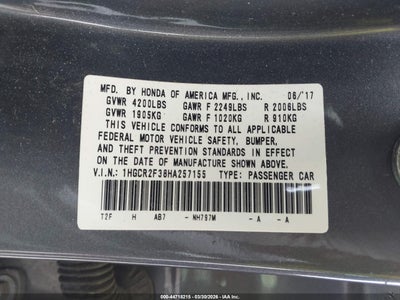 MFD. BY HONDA OF AMERICA MFG., INC. 06/'17
GVWR 4200LBS GAWR F 2249LBS R 2006LBS
GVWR 1905KG GAWR F 1020KG R 910KG
THIS VEHICLE CONFORMS TO ALL APPLICABLE
FEDERAL MOTOR VEHICLE SAFETY, BUMPER,
AND THEFT PREVENTION STANDARDS IN EFFECT
ON THE DATE OF MANUFACTURE SHOWN ABOVE.
V.I.N.: 1HGCR2F38HA257155 TYPE: PASSENGER CAR
T2F H AB7 - NH797M - A - A
000-44718215 - 03/30/2026 - IAA